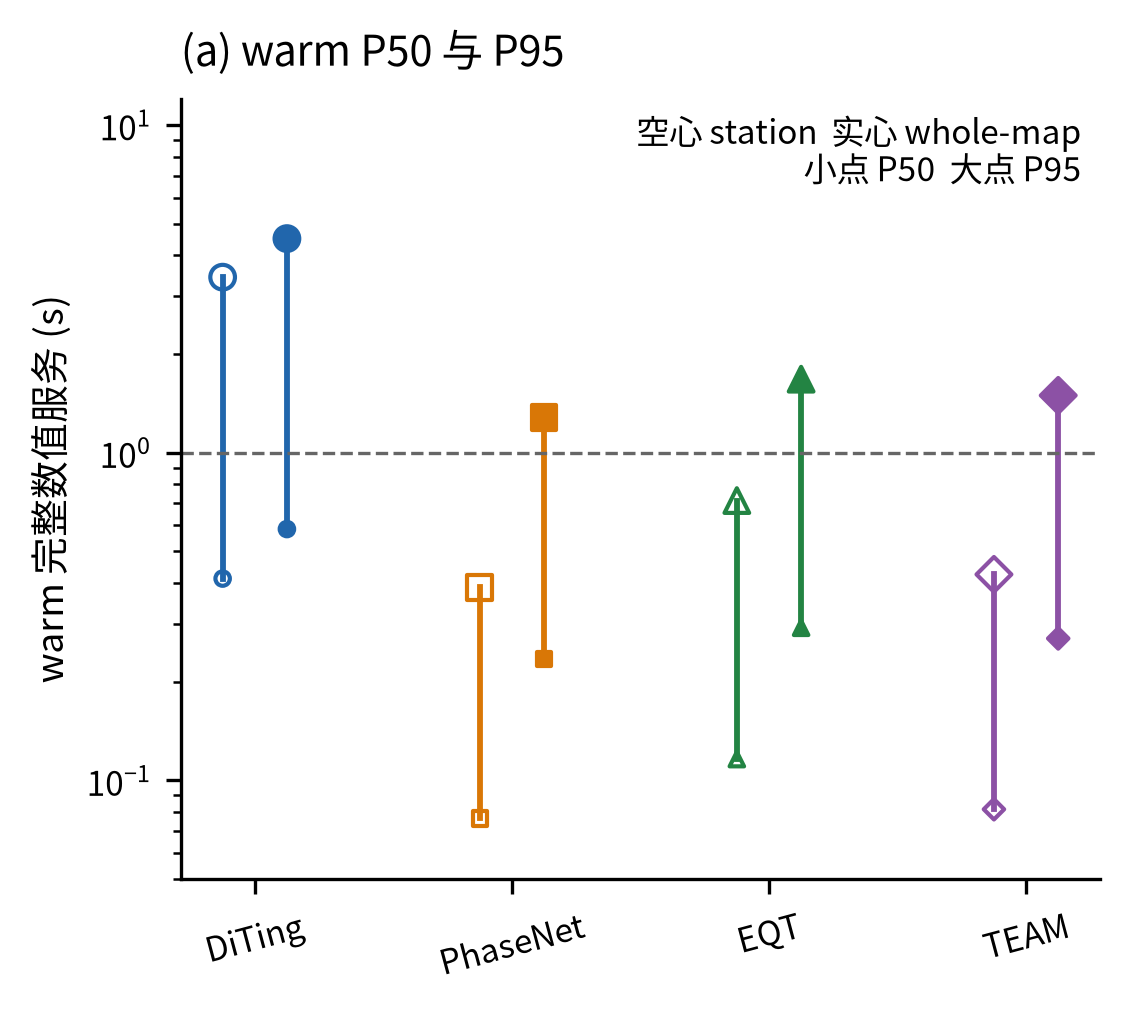 (a) warm P50 与 P95
空心 station 实心 whole-map
小点 P50 大点 P95
warm 完整数值服务 (s)
10¹
10⁰
10⁻¹
DiTing
PhaseNet
EQT
TEAM